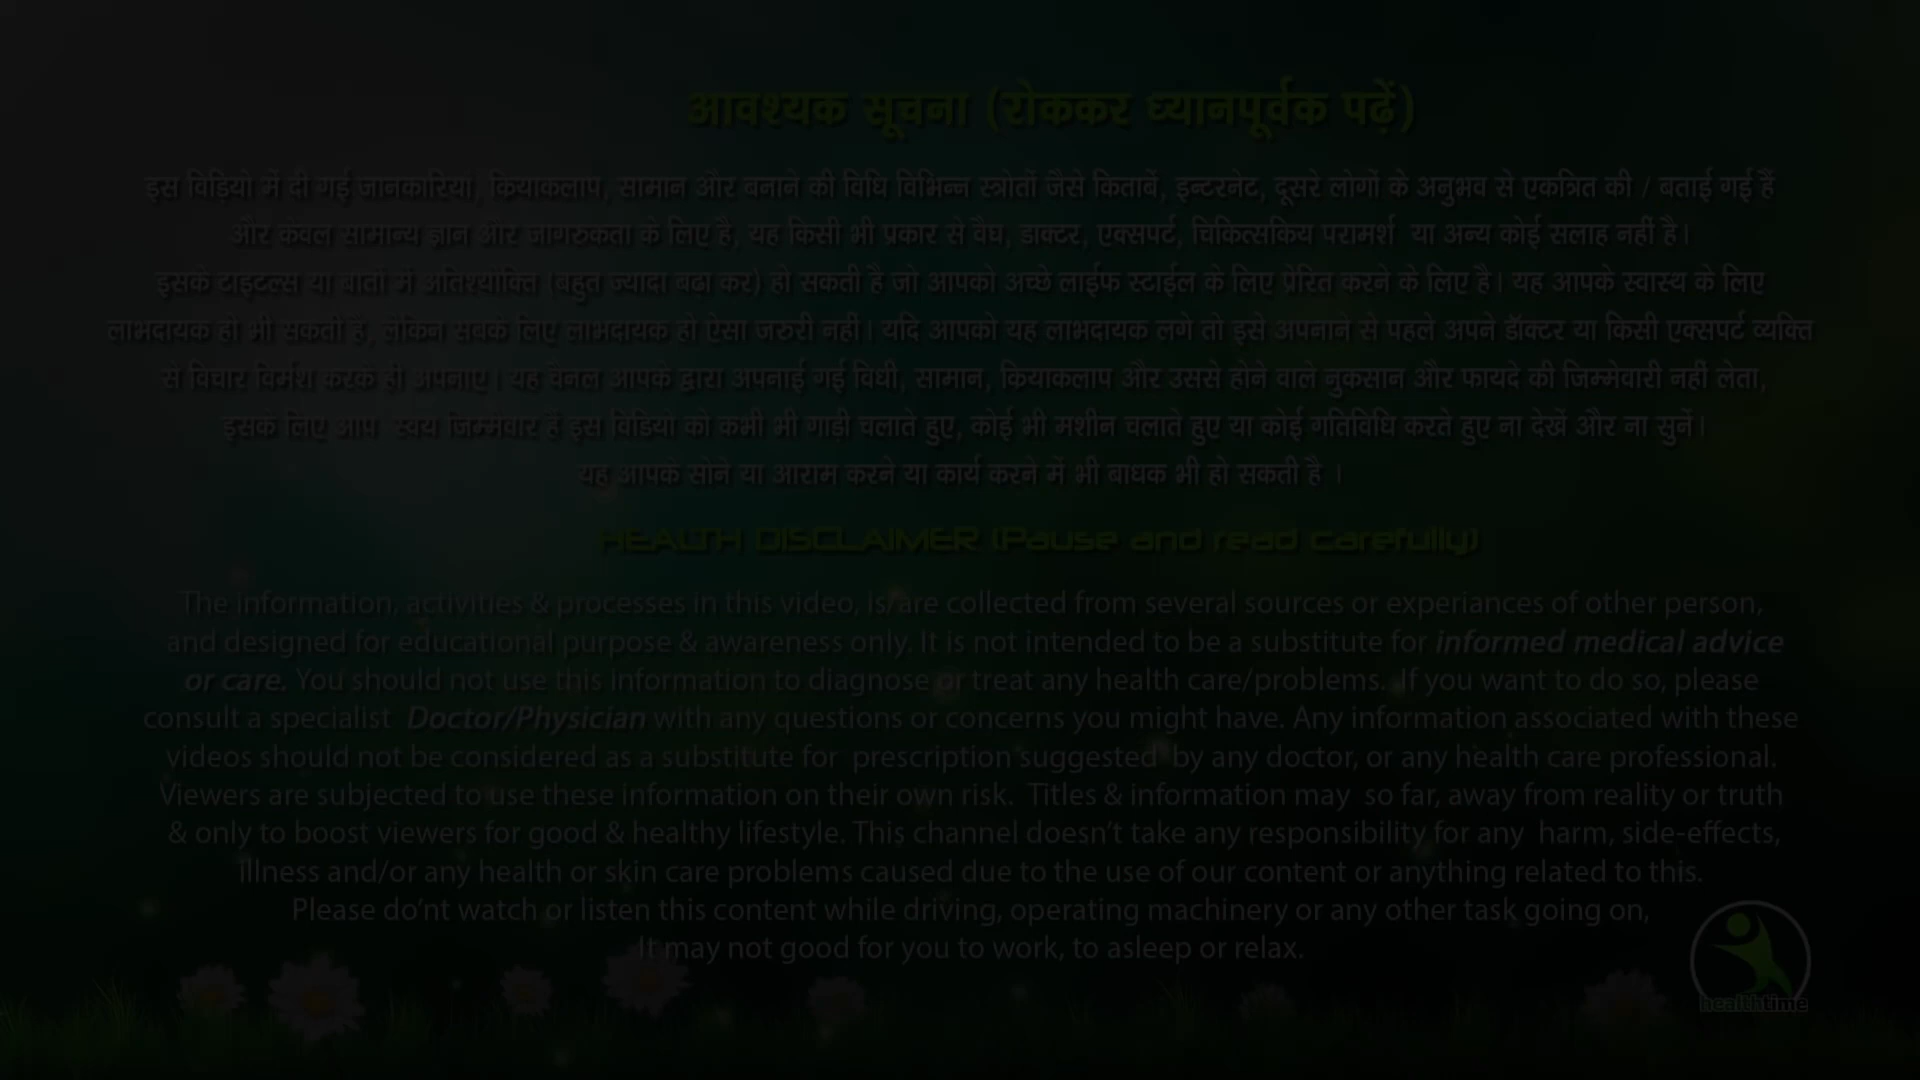 आवश्यक सूचना (रोककर ध्यानपूर्वक पढ़ें)
इस विडियो में दी गई जानकारियां, क्रियाकलाप, सामान और बनाने की विधि विभिन्न स्त्रोतों जैसे किताबें, इन्टरनेट, दूसरे लोगों के अनुभव से एकत्रित की / बताई गई हैं
और केवल सामान्य ज्ञान और जागरुकता के लिए है, यह किसी भी प्रकार से वैघ, डाक्टर, एक्सपर्ट, चिकित्सकिय परामर्श या अन्य कोई सलाह नहीं है।
इसके टाइटल्स या बातों में अतिश्योक्ति (बहुत ज्यादा बढा कर) हो सकती है जो आपको अच्छे लाईफ स्टाईल के लिए प्रेरित करने के लिए है। यह आपके स्वास्थ के लिए
लाभदायक हो भी सकती है, लेकिन सबके लिए लाभदायक हो ऐसा जरुरी नहीं। यदि आपको यह लाभदायक लगे तो इसे अपनाने से पहले अपने डॅाक्टर या किसी एक्सपर्ट व्यक्ति
से विचार विर्मश करके ही अपनाए। यह चैनल आपके द्वारा अपनाई गई विधी, सामान, क्रियाकलाप और उससे होने वाले नुकसान और फायदे की जिम्मेवारी नहीं लेता,
इसके लिए आप स्वयं जिम्मेवार हैं इस विडियो को कभी भी गाडी चलाते हुए, कोई भी मशीन चलाते हुए या कोई गतिविधि करते हुए ना देखें और ना सुनें।
यह आपके सोने या आराम करने या कार्य करने में भी बाधक भी हो सकती है ।
HEALTH DISCLAIMER (Pause and read carefully)
The information, activities & processes in this video, is/are collected from several sources or experiances of other person,
and designed for educational purpose & awareness only. It is not intended to be a substitute for informed medical advice
or care. You should not use this information to diagnose or treat any health care/problems. If you want to do so, please
consult a specialist Doctor/Physician with any questions or concerns you might have. Any information associated with these
videos should not be considered as a substitute for prescription suggested by any doctor, or any health care professional.
Viewers are subjected to use these information on their own risk. Titles & information may so far, away from reality or truth
& only to boost viewers for good & healthy lifestyle. This channel doesn't take any responsibility for any harm, side-effects,
illness and/or any health or skin care problems caused due to the use of our content or anything related to this.
Please do'nt watch or listen this content while driving, operating machinery or any other task going on,
It may not good for you to work, to asleep or relax.
healthtime